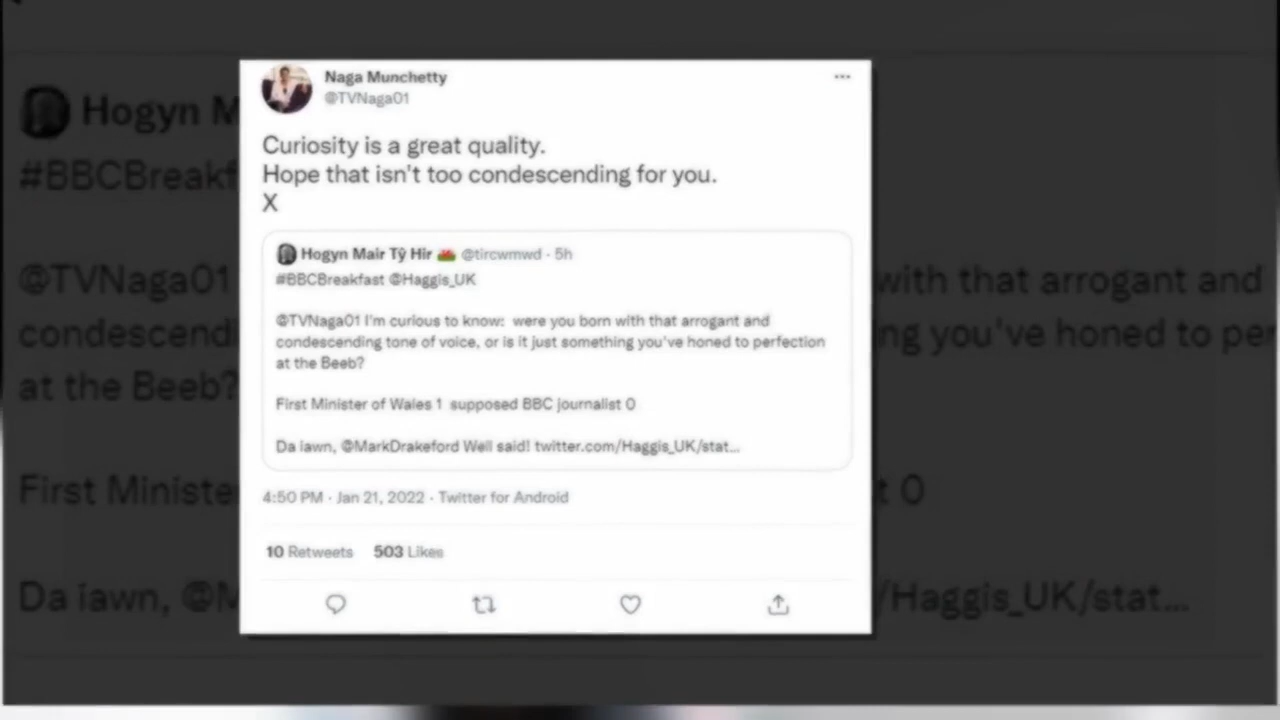 Naga Munchetty
@TVNaga01
Curiosity is a great quality.
Hope that isn't too condescending for you.
X
Hogyn Mair Tŷ Hir @tircwmwd · 5h
#BBCBreakfast @Haggis_UK
@TVNaga01 I'm curious to know: were you born with that arrogant and
condescending tone of voice, or is it just something you've honed to perfection
at the Beeb?
First Minister of Wales 1 supposed BBC journalist 0
Da iawn, @MarkDrakeford Well said! twitter.com/Haggis_UK/stat...
4:50 PM · Jan 21, 2022 · Twitter for Android
10 Retweets 503 Likes
Hogyn M
#BBCBreakf
@TVNaga01 with that arrogant and
condescendi ng you've honed to per
at the Beeb?
First Ministe t 0
Da iawn, @M /Haggis_UK/stat...